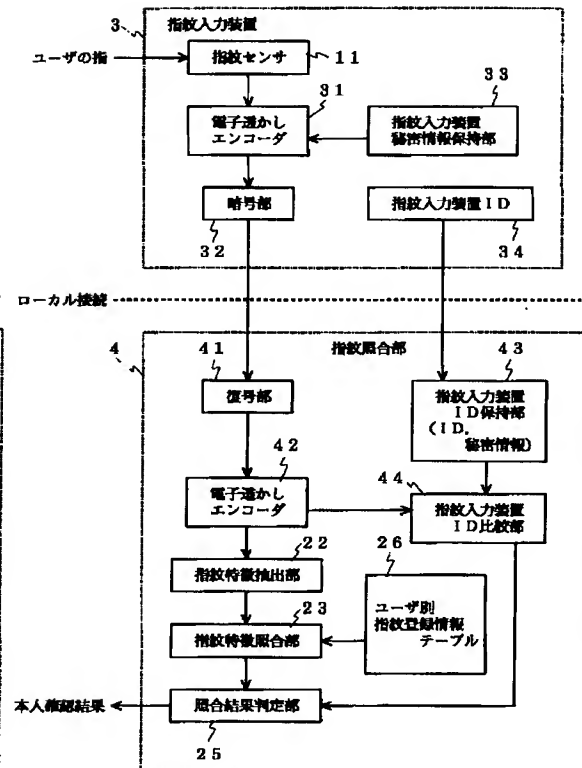 3
指紋入力装置
ユーザの指
指紋センサ
11
31
33
電子透かし
エンコーダ
指紋入力装置
秘密情報保持部
暗号部
指紋入力装置ID
32
34
ローカル接続
4
41
指紋照合部
43
復号部
指紋入力装置
ID保持部
(ID,
秘密情報)
42
44
電子透かし
エンコーダ
指紋入力装置
ID比較部
22
26
指紋特徴抽出部
23
ユーザ別
指紋登録情報
テーブル
指紋特徴照合部
本人確認結果
照合結果判定部
25